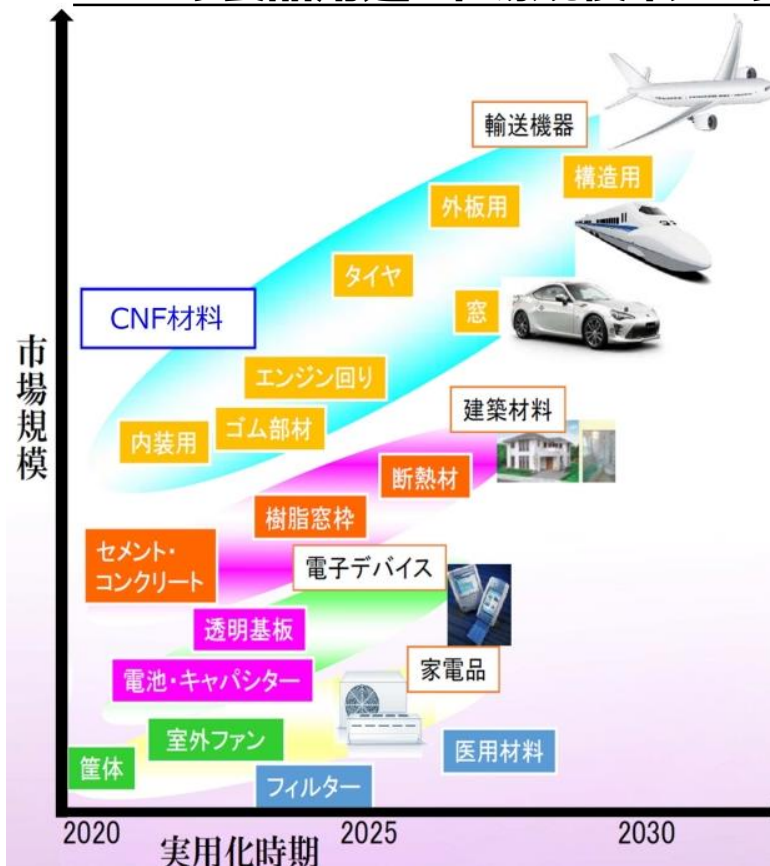 輸送機器
構造用
外板用
タイヤ
CNF材料
窓
エンジン回り
建築材料
ゴム部材
内装用
断熱材
樹脂窓枠
セメント・
コンクリート
電子デバイス
透明基板
家電品
電池・キャパシター
室外ファン
医用材料
筐体
フィルター
市場規模
2020
2025
2030
実用化時期